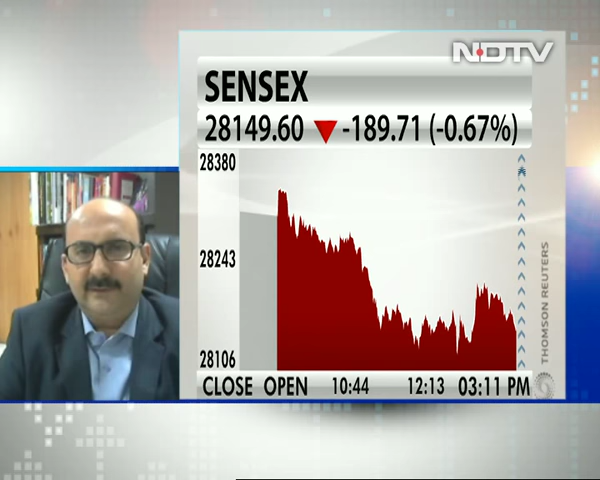 NDTV
SENSEX
28149.60 ▼ -189.71 (-0.67%)
28380
28243
28106
CLOSE OPEN 10:44 12:13 03:11 PM
THOMSON REUTERS